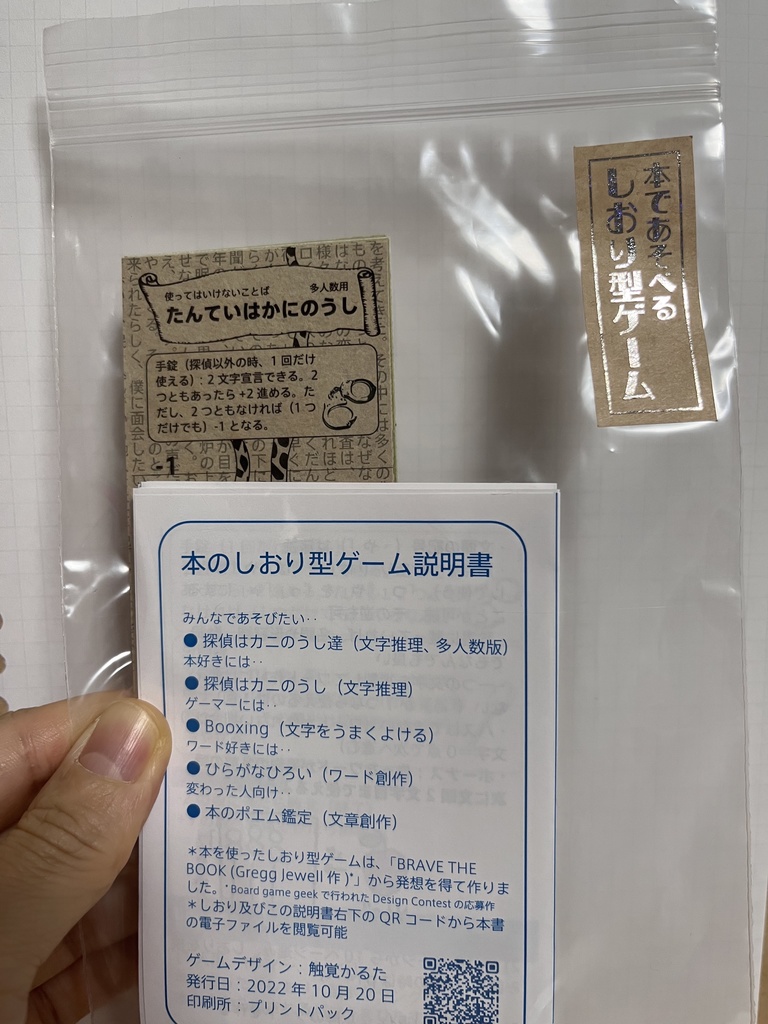 本であそべる
しおり型ゲーム
使ってはいけないことば 多人数用
たんていはかにのうし
手錠（探偵以外の時、1回だけ
使える）：2文字宣言できる。2
つともあったら+2進める。た
だし、2つともなければ（1つ
だけでも）-1となる。
-1
本のしおり型ゲーム説明書
みんなであそびたい‥
● 探偵はカニのうし達（文字推理、多人数版）
本好きには‥
● 探偵はカニのうし（文字推理）
ゲーマーには‥
● Booxing（文字をうまくよける）
ワード好きには‥
● ひらがなひろい（ワード創作）
変わった人向け‥
● 本のポエム鑑定（文章創作）
＊本を使ったしおり型ゲームは、「BRAVE THE
BOOK (Gregg Jewell 作 )*」から発想を得て作りま
した。* Board game geek で行われた Design Contest の応募作
＊しおり及びこの説明書右下の QR コードから本書
の電子ファイルを閲覧可能
ゲームデザイン：触覚かるた
発行日：2022 年 10 月 20 日
印刷所：プリントパック